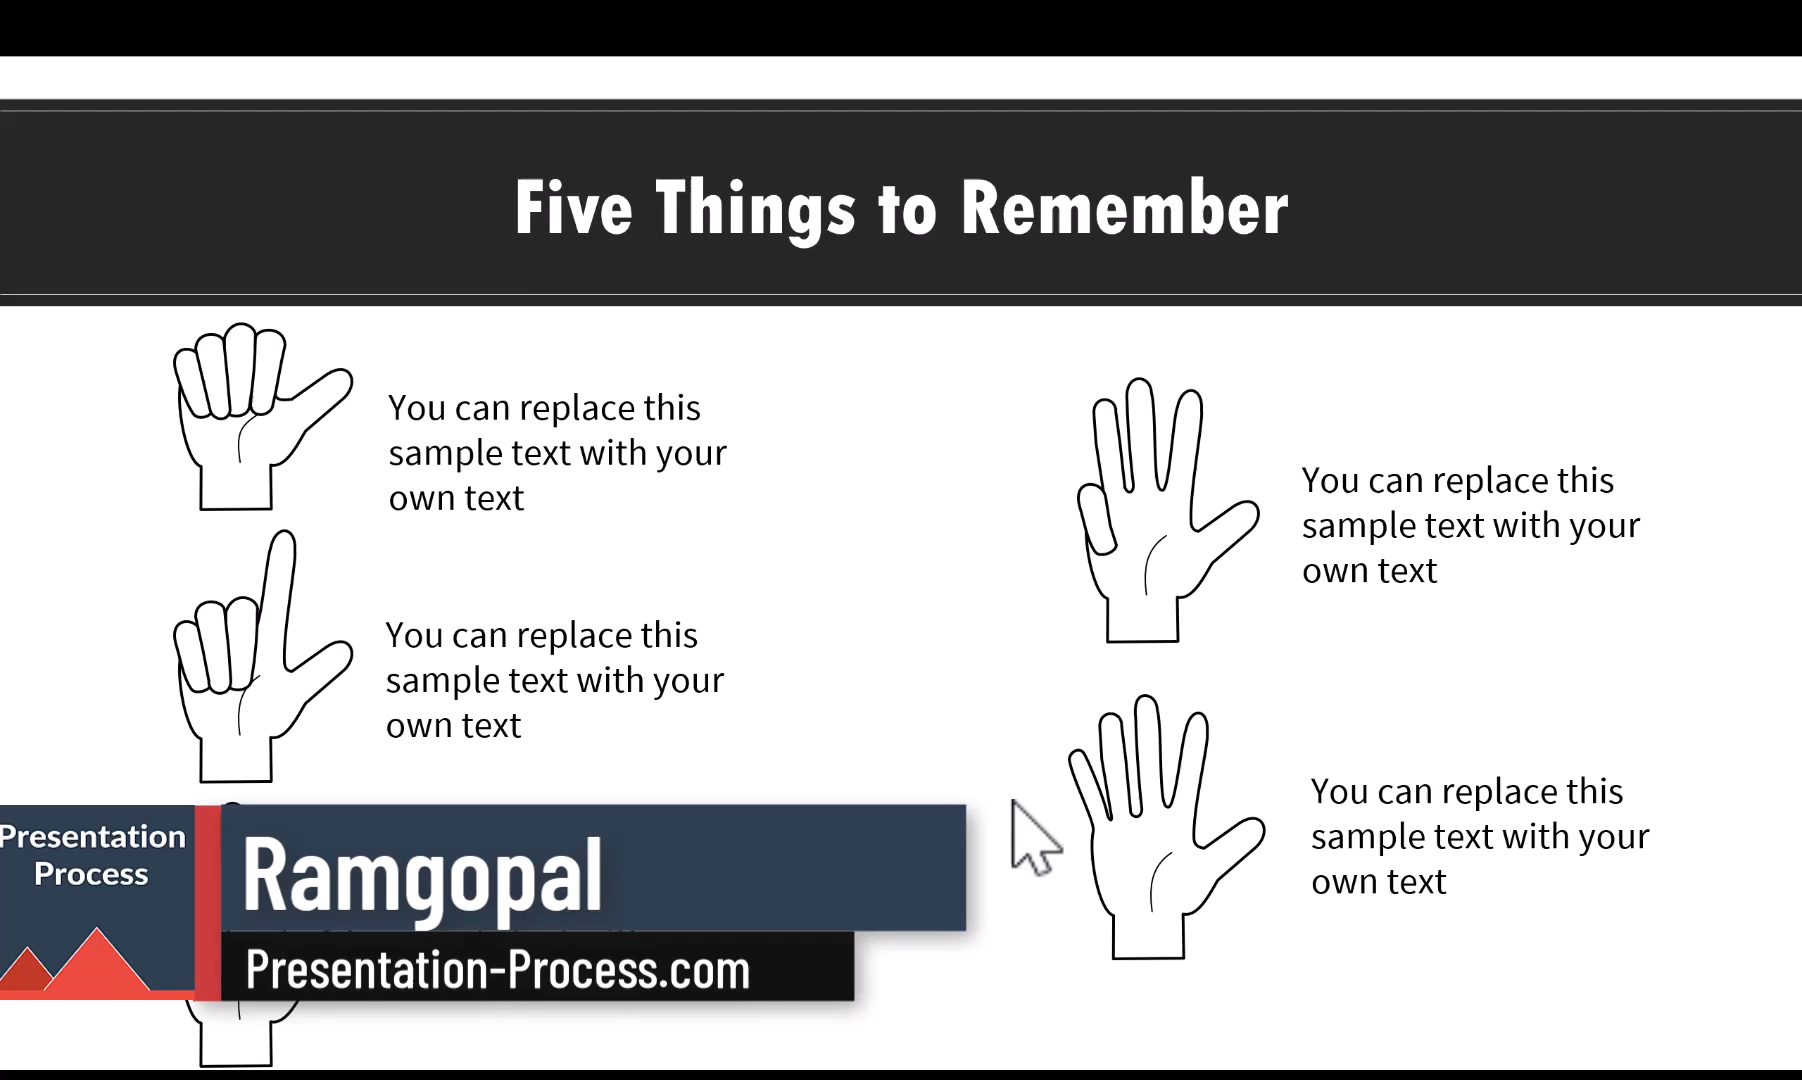 Five Things to Remember
You can replace this
sample text with your
own text
You can replace this
sample text with your
own text
You can replace this
sample text with your
own text
You can replace this
sample text with your
own text
Presentation
Process
Ramgopal
Presentation-Process.com